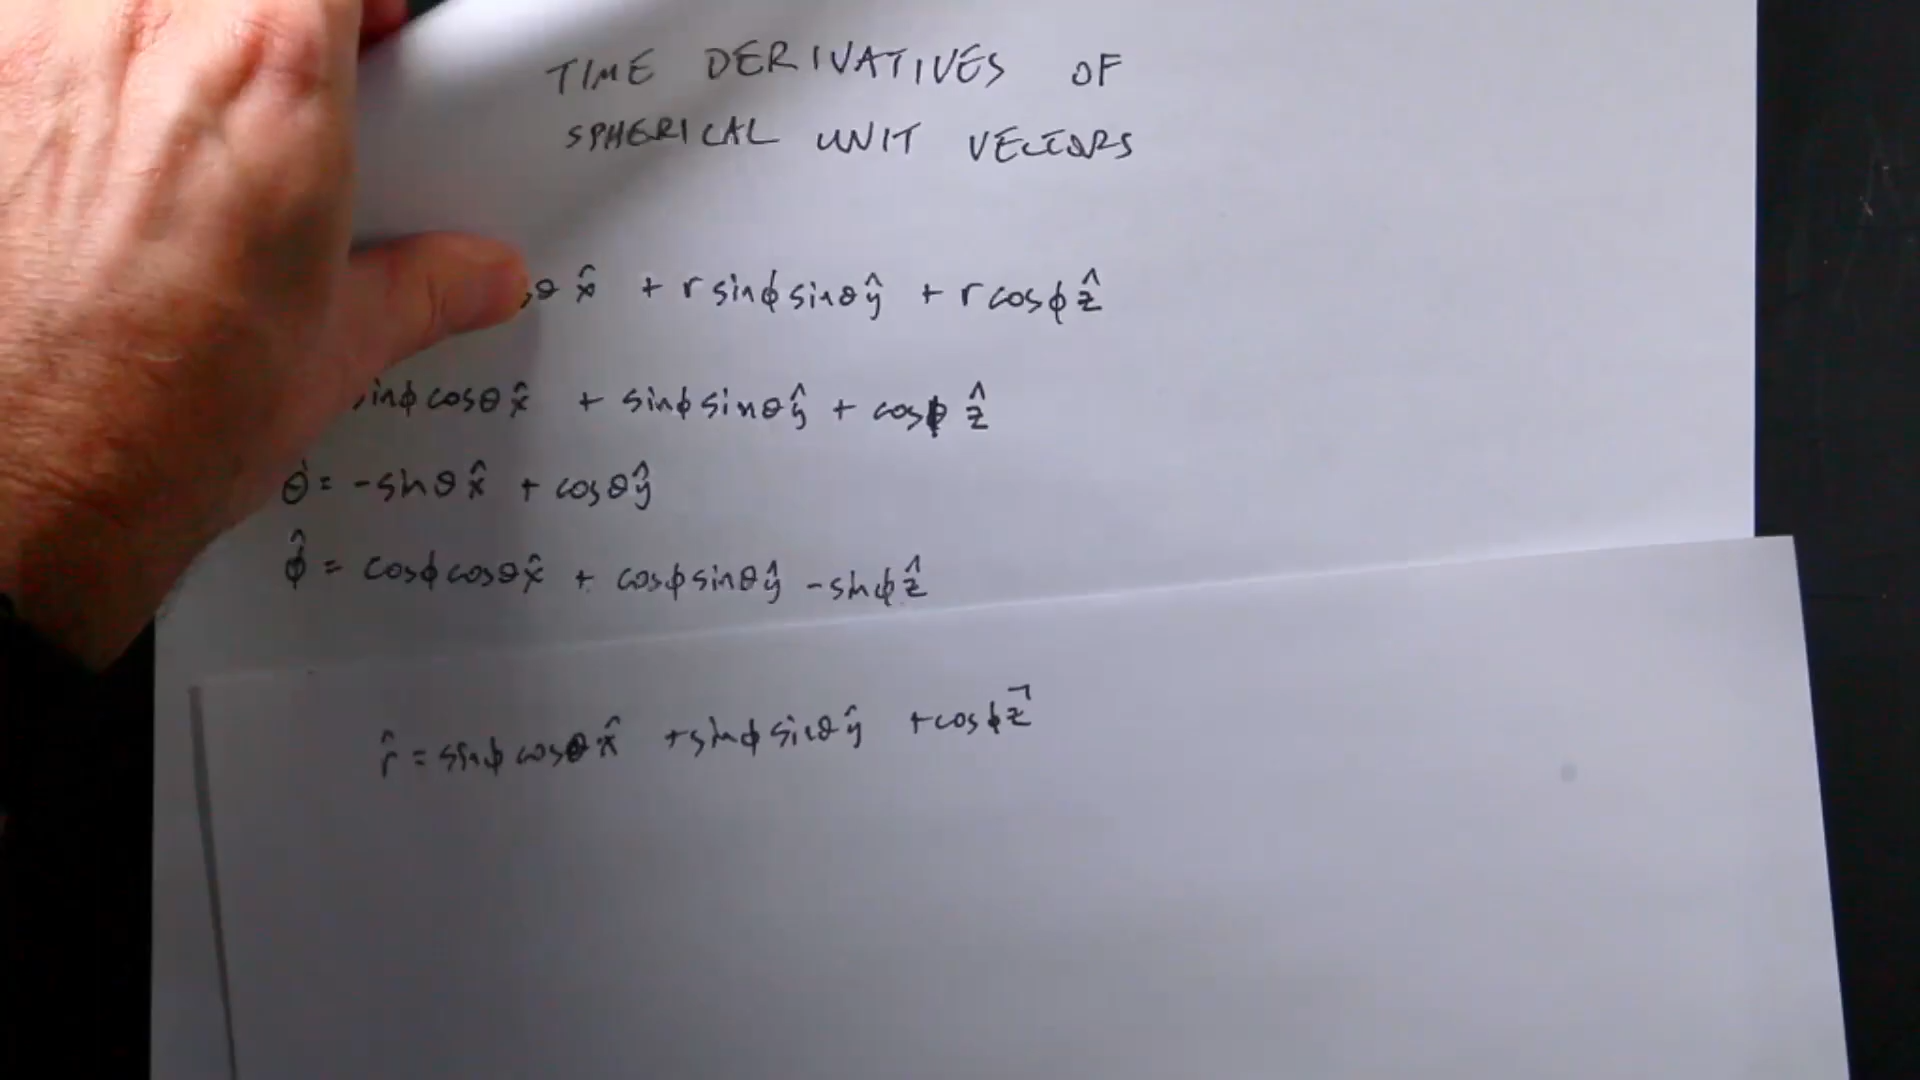 TIME DERIVATIVES OF
SPHERICAL UNIT VECTORS
θ x̂ + r sinϕ sinθ ŷ + r cosϕ ẑ
inϕ cosθ x̂ + sinϕ sinθ ŷ + cosϕ ẑ
θ̂ = -sinθ x̂ + cosθ ŷ
ϕ̂ = cosϕ cosθ x̂ + cosϕ sinθ ŷ - sinϕ ẑ
r̂ = sinϕ cosθ x̂ + sinϕ sinθ ŷ + cosϕ z⃗